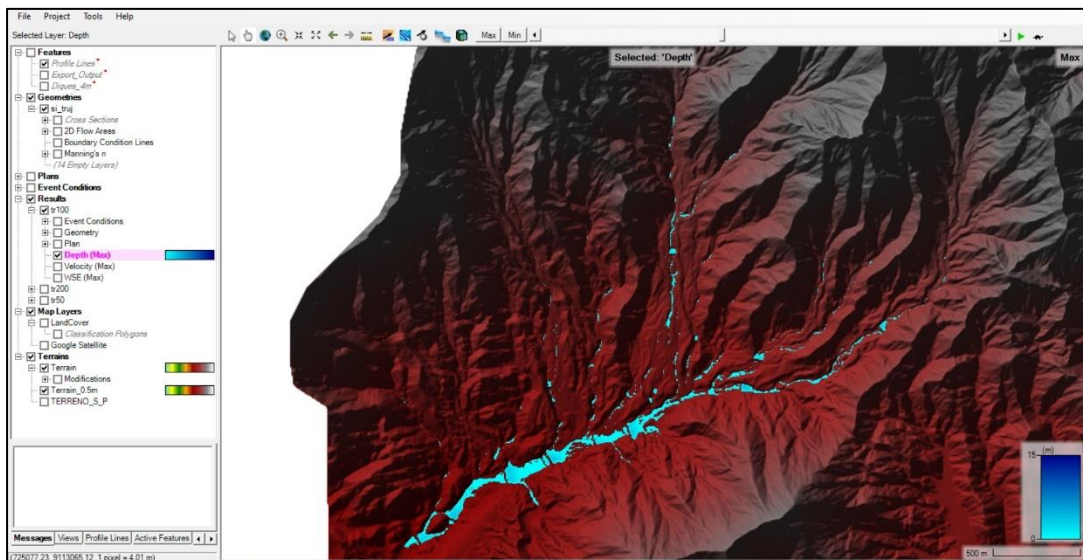 File Project Tools Help
Selected Layer: Depth
Max Min
Features
Profile Lines
Export_Output
Diques_4m
Geometries
si_truj
Cross Sections
2D Flow Areas
Boundary Condition Lines
Manning's n
(14 Empty Layers)
Plans
Event Conditions
Results
tr100
Event Conditions
Geometry
Plan
Depth (Max)
Velocity (Max)
WSE (Max)
tr200
tr50
Map Layers
LandCover
Classification Polygons
Google Satellite
Terrains
Terrain
Modifications
Terrain_0.5m
TERRENO_S_P
Messages Views Profile Lines Active Features
(725077.23, 9113065.12 1 pixel = 4.01 m)
Selected: 'Depth'
Max
15 (m)
0
500 m